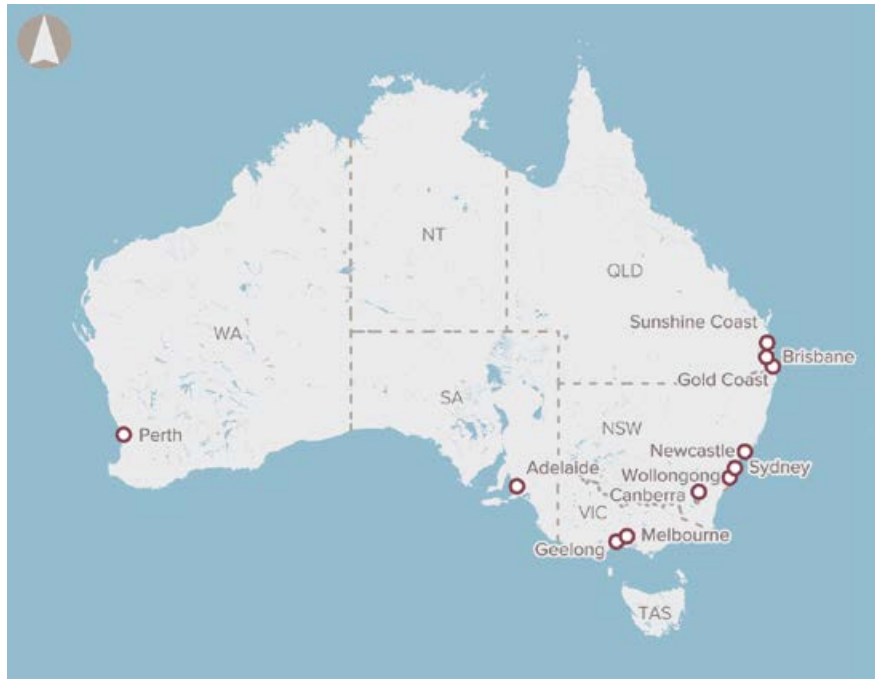 NT
QLD
Sunshine Coast
WA
Brisbane
Gold Coast
SA
NSW
Perth
Newcastle
Adelaide
Sydney
Wollongong
Canberra
VIC
Melbourne
Geelong
TAS